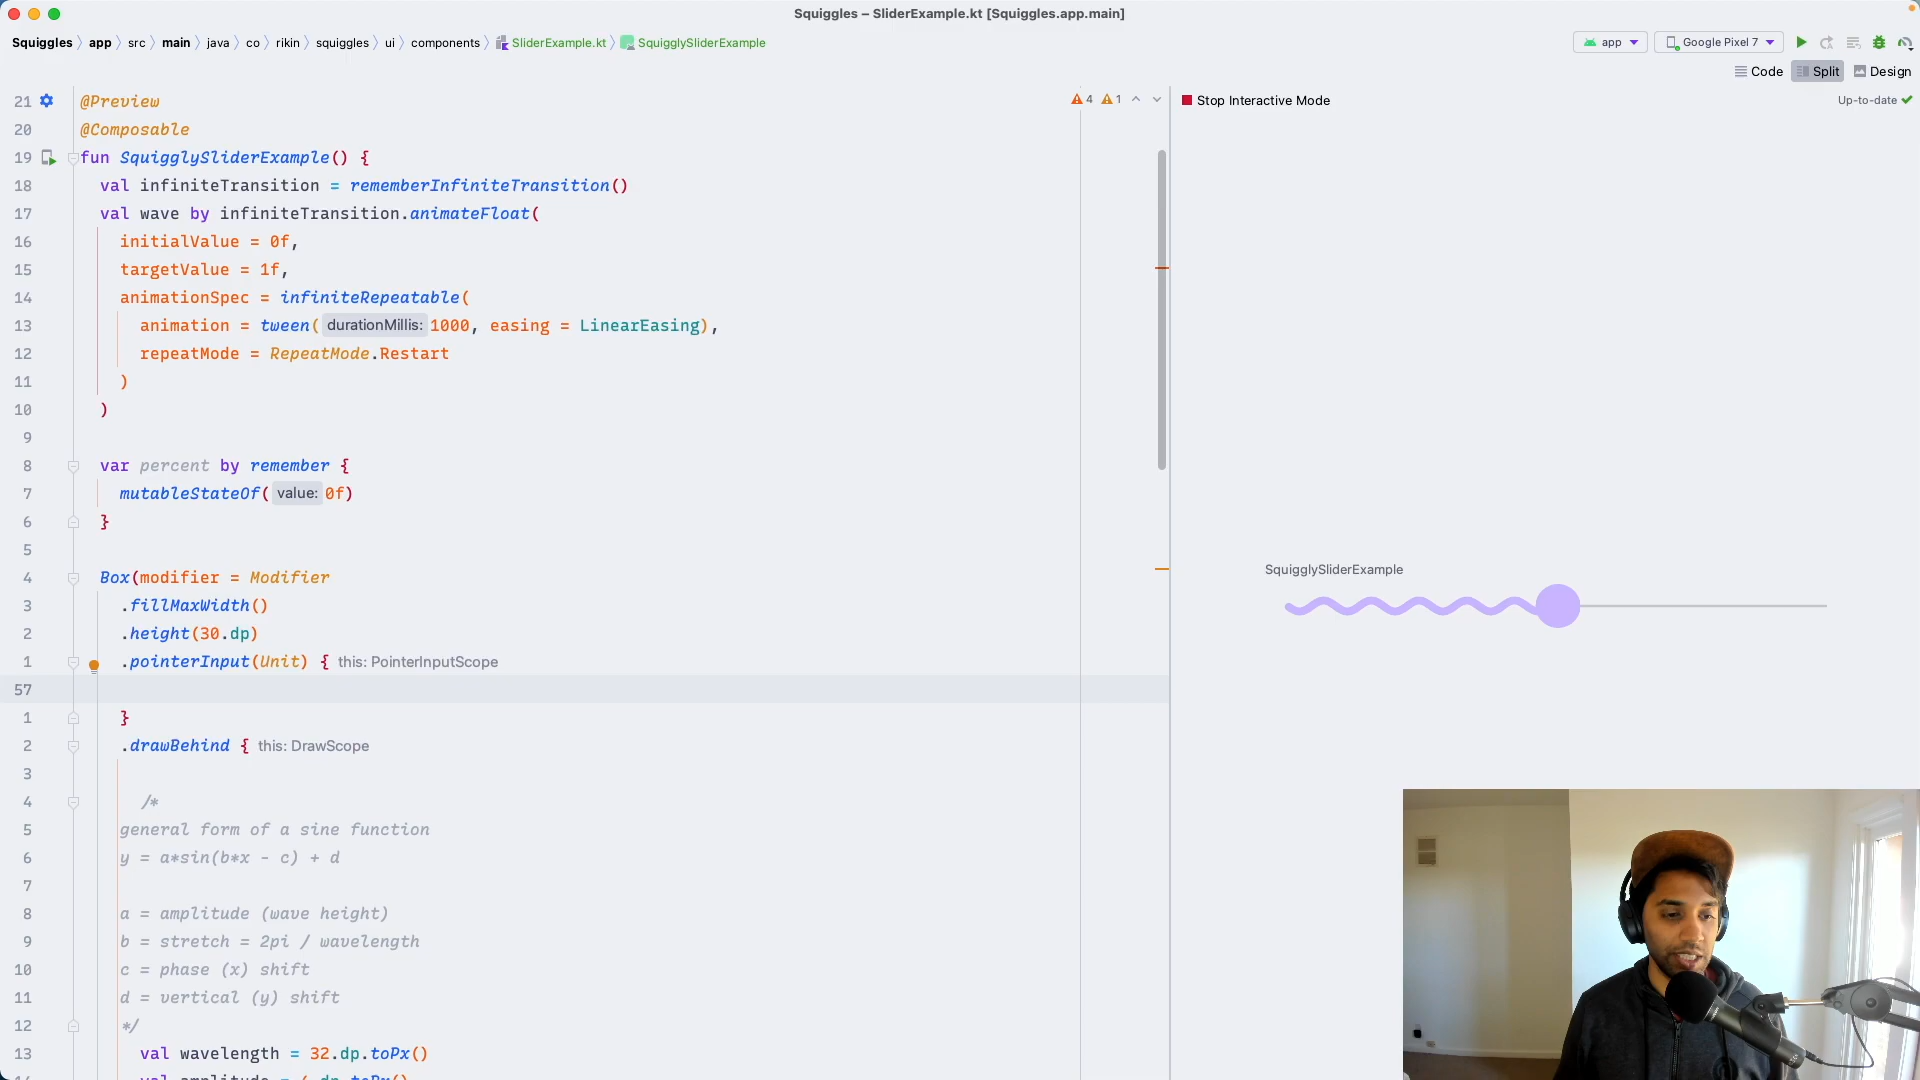 Squiggles – SliderExample.kt [Squiggles.app.main]
Squiggles 〉 app 〉 src 〉 main 〉 java 〉 co 〉 rikin 〉 squiggles 〉 ui 〉 components 〉 SliderExample.kt 〉 SquigglySliderExample
app
Google Pixel 7
Code
Split
Design
4 1
Stop Interactive Mode
Up-to-date
21 @Preview
20 @Composable
19 fun SquigglySliderExample() {
18 val infiniteTransition = rememberInfiniteTransition()
17 val wave by infiniteTransition.animateFloat(
16 initialValue = 0f,
15 targetValue = 1f,
14 animationSpec = infiniteRepeatable(
13 animation = tween( durationMillis: 1000, easing = LinearEasing),
12 repeatMode = RepeatMode.Restart
11 )
10 )
9
8 var percent by remember {
7 mutableStateOf( value: 0f)
6 }
5
4 Box(modifier = Modifier
3 .fillMaxWidth()
2 .height(30.dp)
1 .pointerInput(Unit) { this: PointerInputScope
57
1 }
2 .drawBehind { this: DrawScope
3
4 /*
5 general form of a sine function
6 y = a*sin(b*x - c) + d
7
8 a = amplitude (wave height)
9 b = stretch = 2pi / wavelength
10 c = phase (x) shift
11 d = vertical (y) shift
12 */
13 val wavelength = 32.dp.toPx()
SquigglySliderExample